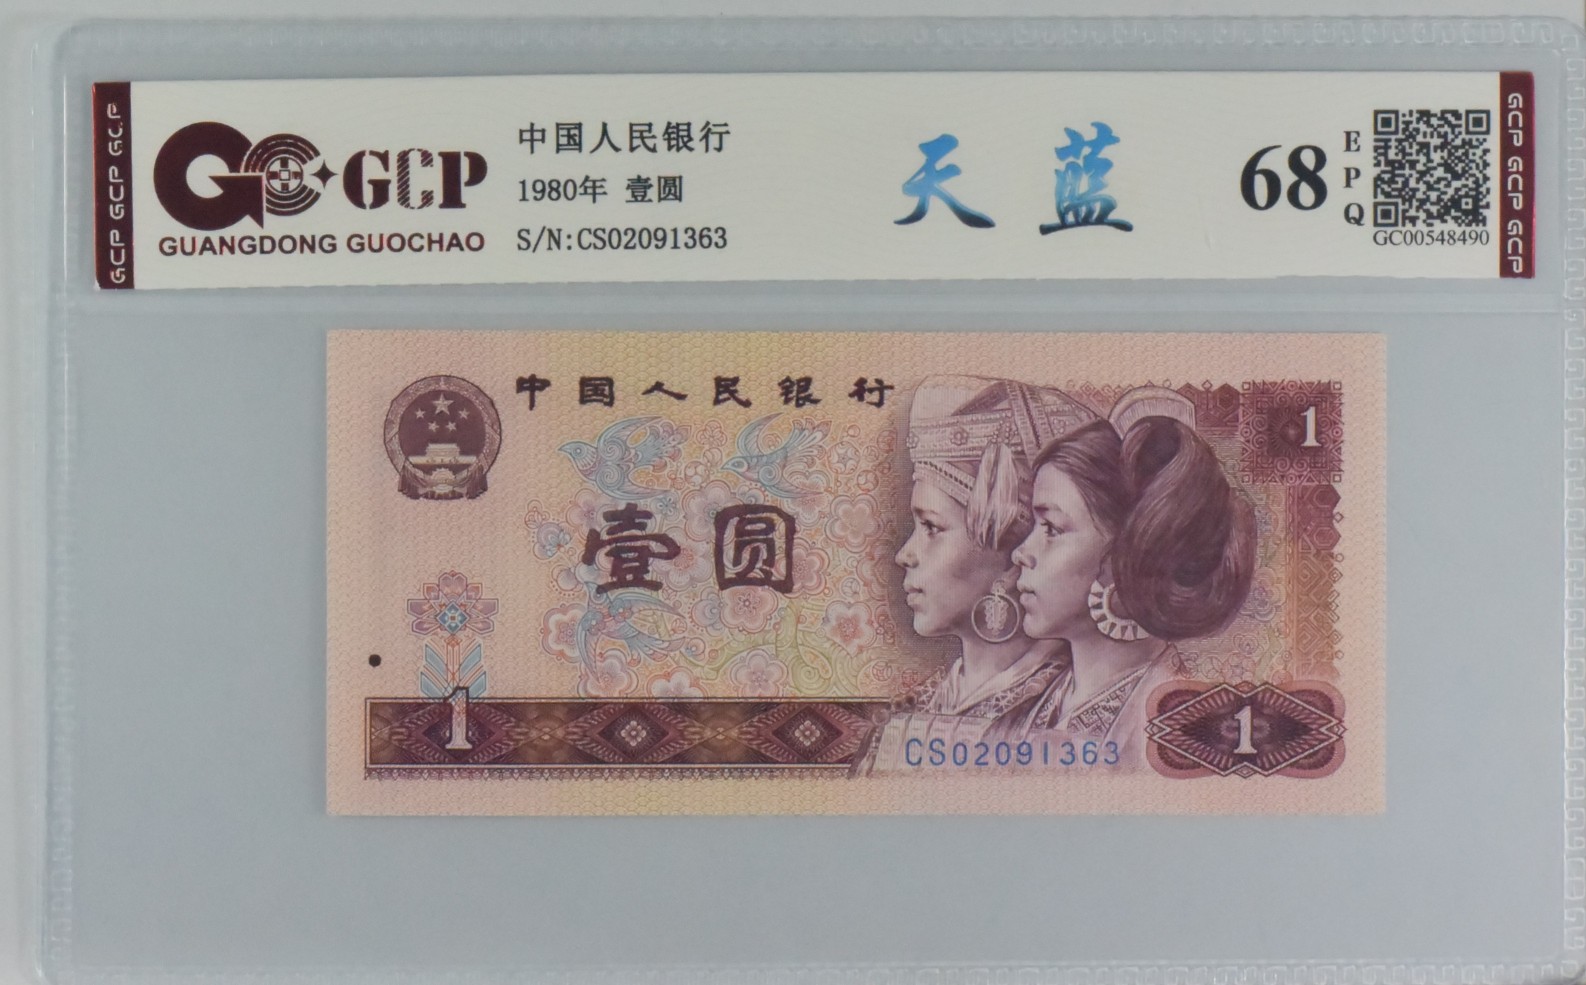 GCP GCP GCP
GCP
GUANGDONG GUOCHAO
中国人民银行
1980年 壹圆
S/N:CS02091363
天 蓝
68
EPQ
GC00548490
GCP GCP GCP
中国人民银行
1
壹圆
1
CS02091363
1